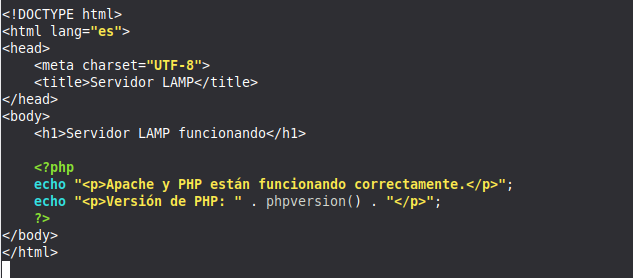 <!DOCTYPE html>
<html lang="es">
<head>
    <meta charset="UTF-8">
    <title>Servidor LAMP</title>
</head>
<body>
    <h1>Servidor LAMP funcionando</h1>

    <?php
    echo "<p>Apache y PHP están funcionando correctamente.</p>";
    echo "<p>Versión de PHP: " . phpversion() . "</p>";
    ?>
</body>
</html>